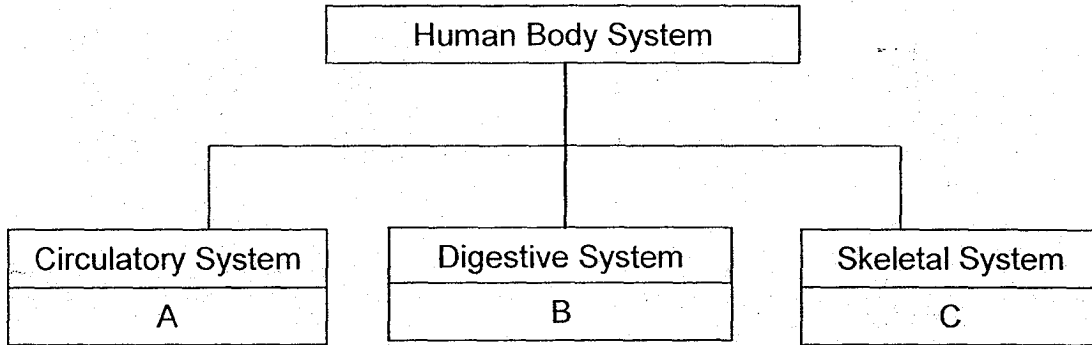 Human Body System
Circulatory System
A
Digestive System
B
Skeletal System
C